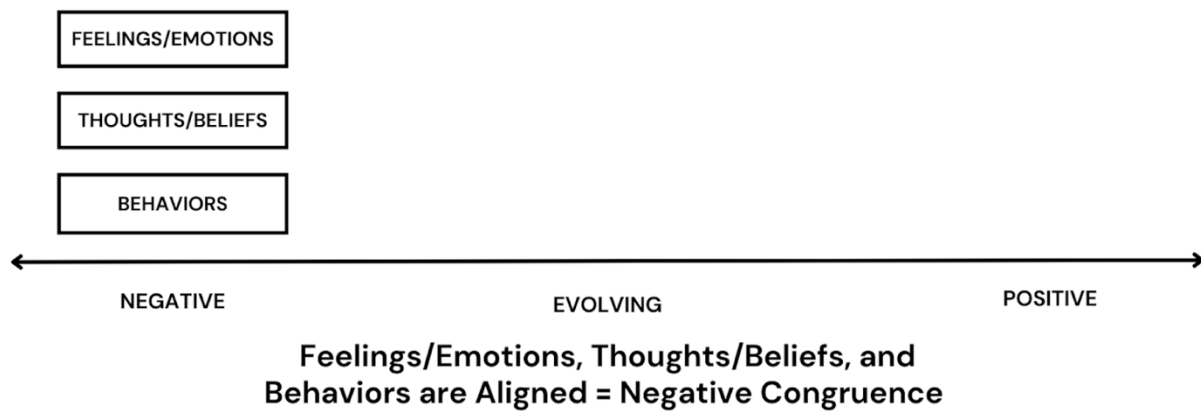 FEELINGS/EMOTIONS
THOUGHTS/BELIEFS
BEHAVIORS
NEGATIVE
EVOLVING
POSITIVE
Feelings/Emotions, Thoughts/Beliefs, and
Behaviors are Aligned = Negative Congruence